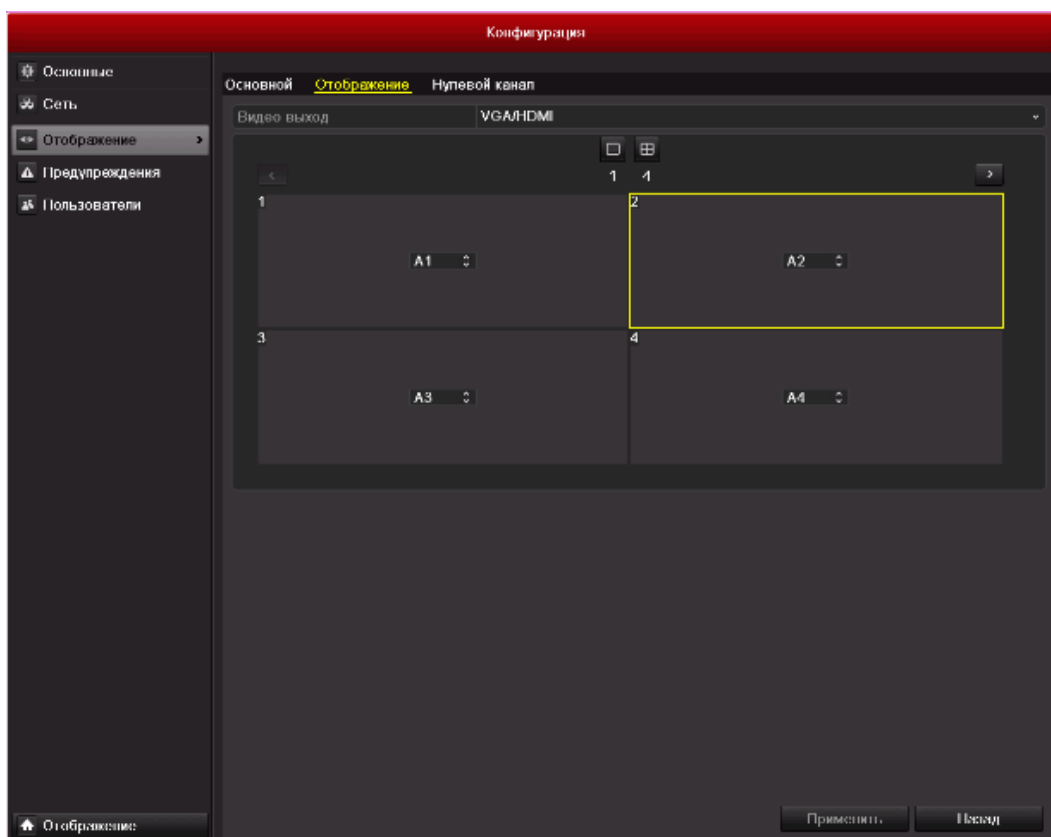 Конфигурация
Основные
Сеть
Отображение
Предупреждения
Пользователи
Основной Отображение Нулевой канал
Видео выход VGA/HDMI
1 4
1 2
A1 A2
3 4
A3 A4
Применить Назад
Отображение